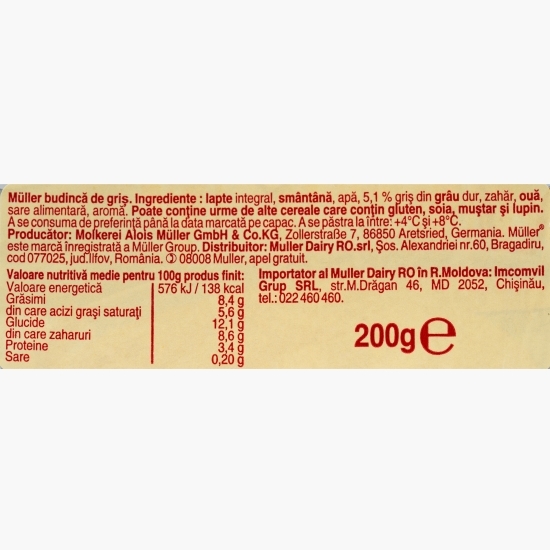 Müller budincă de griș. Ingrediente : lapte integral, smântână, apă, 5,1 % griș din grâu dur, zahăr, ouă,
sare alimentară, aromă. Poate conține urme de alte cereale care conțin gluten, soia, muștar și lupin.
A se consuma de preferință până la data marcată pe capac. A se păstra la între: +4°C și +8°C.
Producător: Molkerei Alois Müller GmbH & Co.KG, Zollerstraße 7, 86850 Aretsried, Germania. Müller®
este marcă înregistrată a Müller Group. Distribuitor: Muller Dairy RO.srl, Șos. Alexandriei nr.60, Bragadiru,
cod 077025, jud.Ilfov, România. 08008 Muller, apel gratuit.
Valoare nutritivă medie pentru 100g produs finit:
Valoare energetică 576 kJ / 138 kcal
Grăsimi 8,4 g
din care acizi grași saturați 5,6 g
Glucide 12,1 g
din care zaharuri 8,6 g
Proteine 3,4 g
Sare 0,20 g
Importator al Muller Dairy RO în R.Moldova: Imcomvil
Grup SRL, str.M.Drăgan 46, MD 2052, Chișinău,
tel.: 022 460 460.
200g e